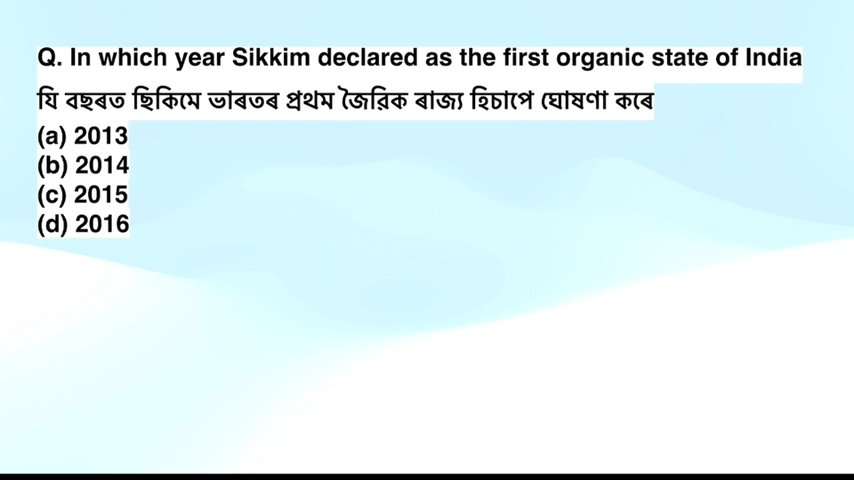 Q. In which year Sikkim declared as the first organic state of India
যি বছৰত ছিকিমে ভাৰতৰ প্ৰথম জৈৱিক ৰাজ্য হিচাপে ঘোষণা কৰে
(a) 2013
(b) 2014
(c) 2015
(d) 2016